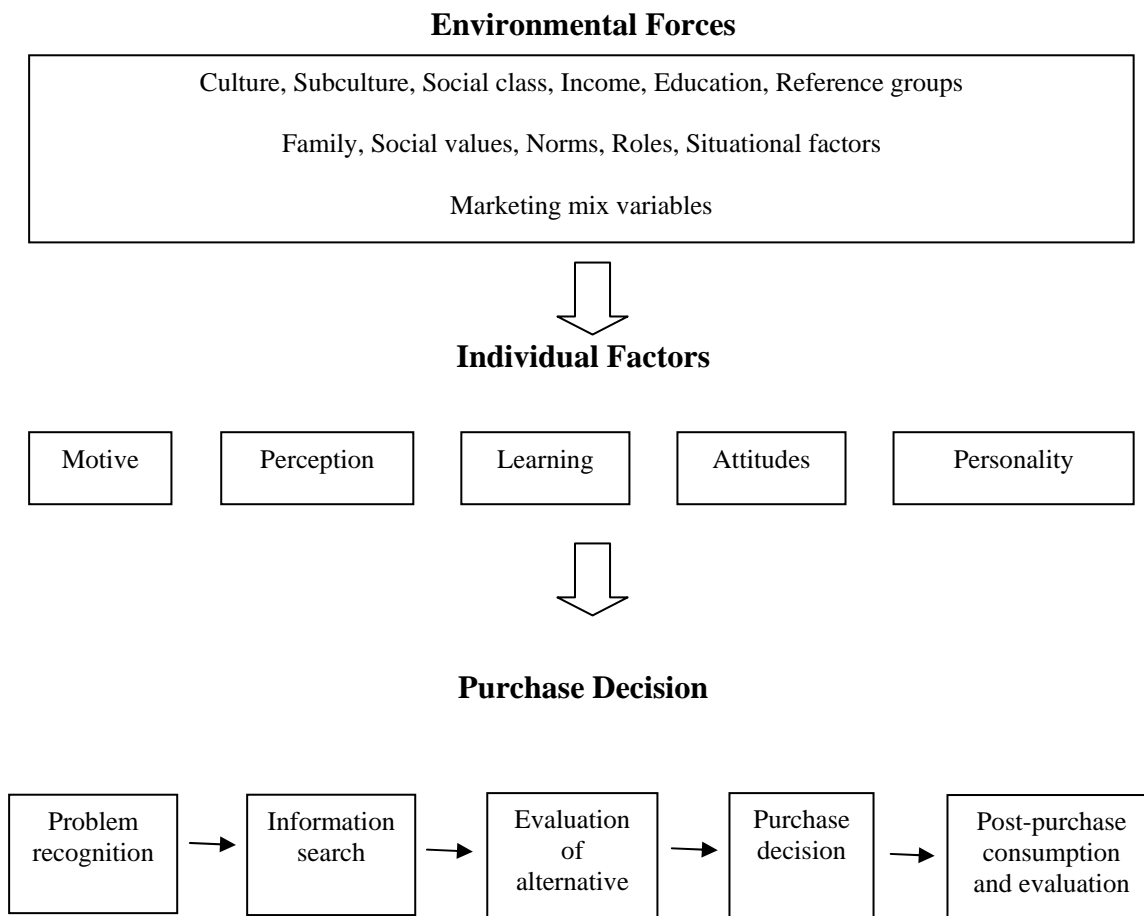 Environmental Forces
Culture, Subculture, Social class, Income, Education, Reference groups
Family, Social values, Norms, Roles, Situational factors
Marketing mix variables
Individual Factors
Motive
Perception
Learning
Attitudes
Personality
Purchase Decision
Problem
recognition
Information
search
Evaluation
of
alternative
Purchase
decision
Post-purchase
consumption
and evaluation